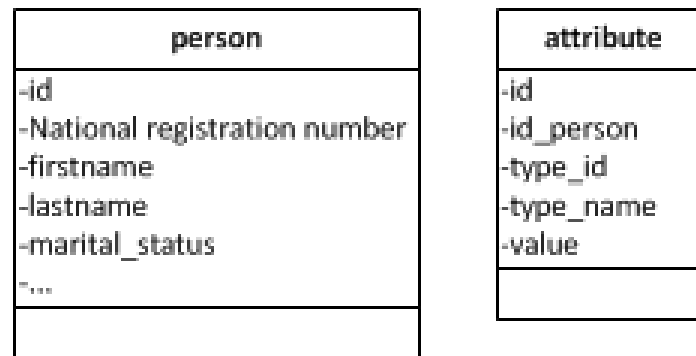 person
-id
-National registration number
-firstname
-lastname
-marital_status
-...
attribute
-id
-id_person
-type_id
-type_name
-value